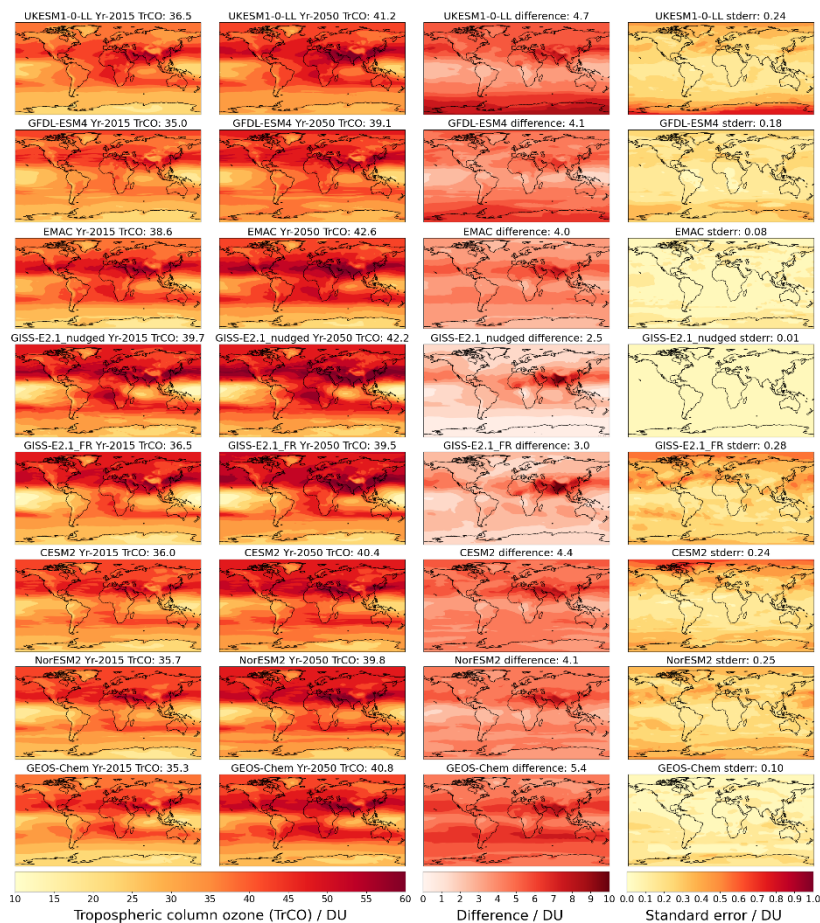 UKESM1-0-LL Yr-2015 TrCO: 36.5 UKESM1-0-LL Yr-2050 TrCO: 41.2 UKESM1-0-LL difference: 4.7 UKESM1-0-LL stderr: 0.24
GFDL-ESM4 Yr-2015 TrCO: 35.0 GFDL-ESM4 Yr-2050 TrCO: 39.1 GFDL-ESM4 difference: 4.1 GFDL-ESM4 stderr: 0.18
EMAC Yr-2015 TrCO: 38.6 EMAC Yr-2050 TrCO: 42.6 EMAC difference: 4.0 EMAC stderr: 0.08
GISS-E2.1_nudged Yr-2015 TrCO: 39.7 GISS-E2.1_nudged Yr-2050 TrCO: 42.2 GISS-E2.1_nudged difference: 2.5 GISS-E2.1_nudged stderr: 0.01
GISS-E2.1_FR Yr-2015 TrCO: 36.5 GISS-E2.1_FR Yr-2050 TrCO: 39.5 GISS-E2.1_FR difference: 3.0 GISS-E2.1_FR stderr: 0.28
CESM2 Yr-2015 TrCO: 36.0 CESM2 Yr-2050 TrCO: 40.4 CESM2 difference: 4.4 CESM2 stderr: 0.24
NorESM2 Yr-2015 TrCO: 35.7 NorESM2 Yr-2050 TrCO: 39.8 NorESM2 difference: 4.1 NorESM2 stderr: 0.25
GEOS-Chem Yr-2015 TrCO: 35.3 GEOS-Chem Yr-2050 TrCO: 40.8 GEOS-Chem difference: 5.4 GEOS-Chem stderr: 0.10
10 20 30 40 50 60 0 1 2 3 4 5 6 7 8 9 10 0.0 0.1 0.2 0.3 0.4 0.5 0.6 0.7 0.8 0.9 1.0
Tropospheric column ozone (TrCO) / DU Difference / DU Standard error / DU